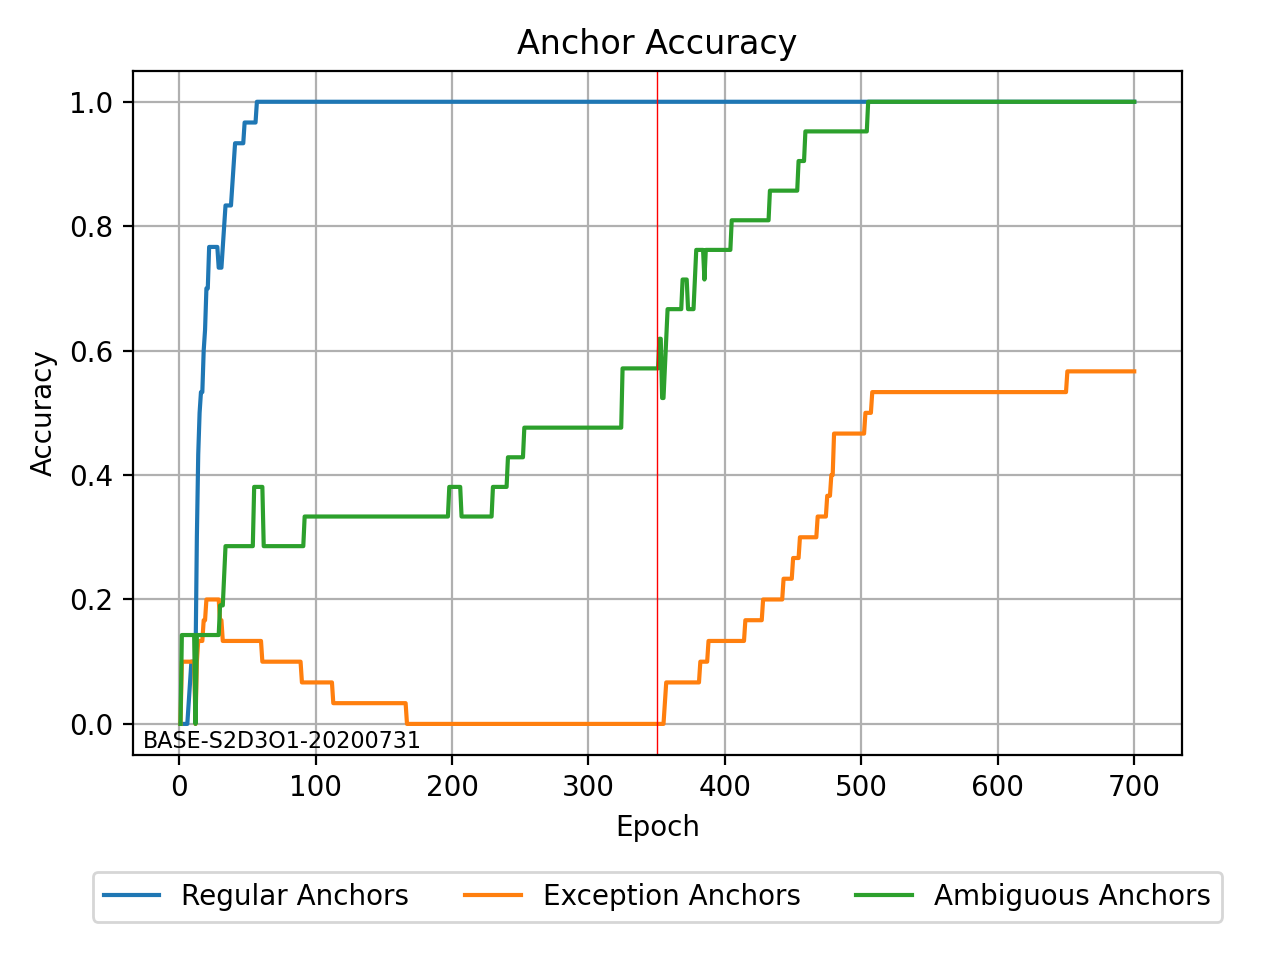 Anchor Accuracy
Accuracy
1.0
0.8
0.6
0.4
0.2
0.0
BASE-S2D3O1-20200731
0 100 200 300 400 500 600 700
Epoch
Regular Anchors Exception Anchors Ambiguous Anchors